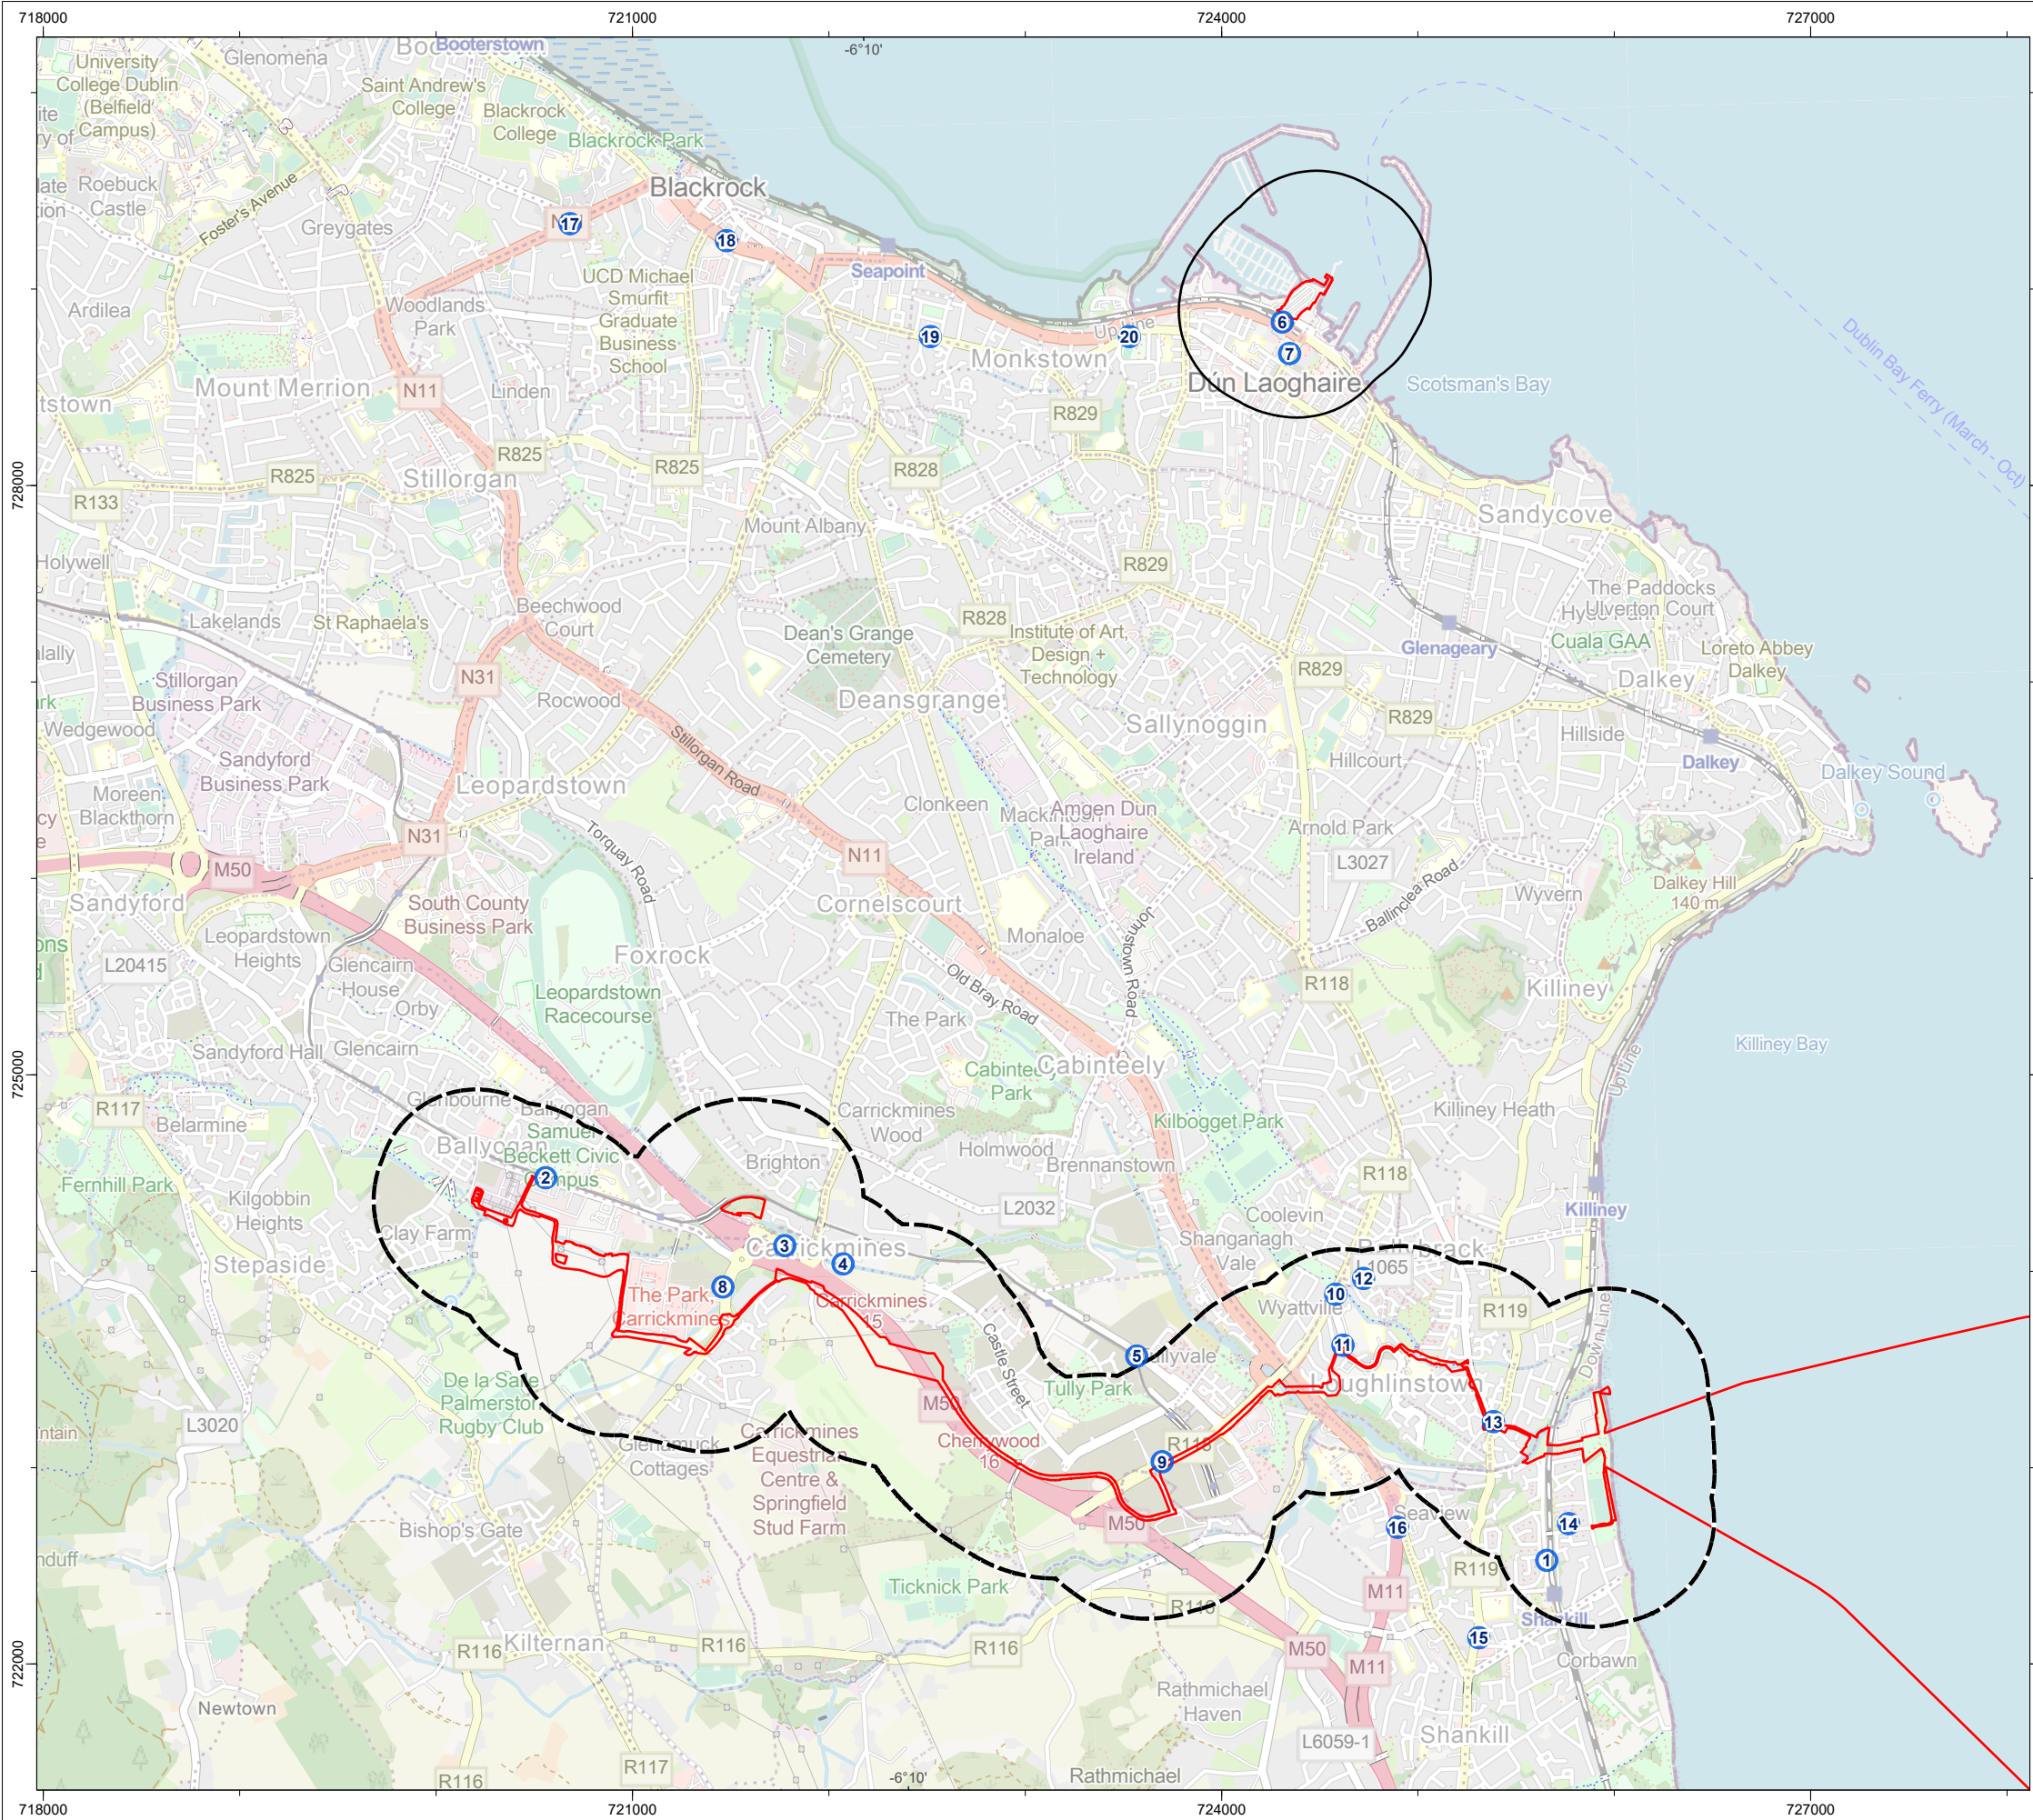 718000
721000
724000
727000
-6°10'
Booterstown
Glenomena
University
College Dublin
(Belfield
Campus)
Saint Andrew's
College
Blackrock
College
Blackrock Park
Roebuck
Castle
Foster's Avenue
Greygates
Blackrock
17
18
Seapoint
UCD Michael
Smurfit
Graduate
Business
School
Woodlands
Park
Ardilea
19
Up Line
20
6
7
Monkstown
Dún Laoghaire
Scotsman's Bay
Dublin Bay Ferry (March - Oct)
Mount Merrion
N11
Linden
R829
R825
R825
R825
R828
Stillorgan
R133
728000
Mount Albany
Sandycove
Holywell
R829
The Paddocks
Ulverton Court
Beechwood
Court
St Raphaela's
Lakelands
Dean's Grange
Cemetery
R828
Institute of Art,
Design +
Technology
Cuala GAA
Glenageary
Loreto Abbey
Dalkey
N31
Stillorgan
Business Park
Rocwood
Deansgrange
R829
Dalkey
Wedgewood
Sallynoggin
R829
Hillside
Stillorgan Road
Sandyford
Business Park
Hillcourt
Dalkey
Dalkey Sound
Leopardstown
Moreen
Blackthorn
Clonkeen
Amgen Dun
Laoghaire
Ireland
Arnold Park
N31
Torquay Road
N11
L3027
M50
Ballinclea Road
Wyvern
Dalkey Hill
140 m
Sandyford
South County
Business Park
Cornelscourt
Johnstown Road
Leopardstown
Heights
Monaloe
Foxrock
L20415
Glencairn
House
Old Bray Road
R118
Killiney
Orby
Leopardstown
Racecourse
The Park
Sandyford Hall
Glencairn
Killiney Bay
Up Line
725000
Cabinteely
Cabinteely
Park
R117
Glenbourne
Ballyogan
Carrickmines
Wood
Killiney Heath
Belarmine
Samuel
Beckett Civic
Campus
Kilbogget Park
Ballyogan
Holmwood
Brighton
Brennanstown
2
R118
Fernhill Park
Kilgobbin
Heights
L2032
Killiney
Clay Farm
Coolevin
3
Carrickmines
Shanganagh
Vale
Ballybrack
Stepaside
4
L1065
8
12
The Park,
Carrickmines
Carrickmines
15
10
Wyattville
R119
Down Line
Castle Street
5
11
Tully Park
Loughlinstown
De la Salle
Palmerston
Rugby Club
L3020
M50
13
Glenamuck
Cottages
Carrickmines
Equestrian
Centre &
Springfield
Stud Farm
Cherrywood
16
9
Bishop's Gate
M50
Seaview
16
14
1
R119
Ticknick Park
M11
R116
Shankill
15
Kilternan
R116
R116
R116
M50
Corbawn
722000
M11
Rathmichael
Haven
Newtown
Shankill
L6059-1
R117
R116
-6°10'
Rathmichael
718000
721000
724000
727000